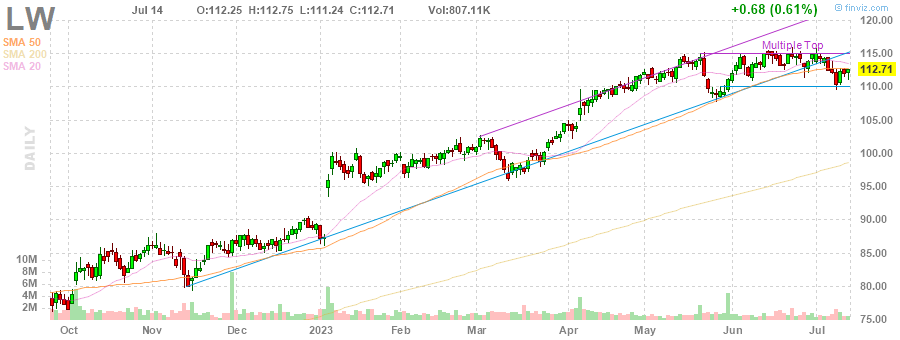 LW Jul 14 O:112.25 H:112.75 L:111.24 C:112.71 Vol:807.11K +0.68 (0.61%) © finviz.com
SMA 50
SMA 200
SMA 20
DAILY
Multiple Top
120.00
115.00
112.71
110.00
105.00
100.00
95.00
90.00
85.00
80.00
75.00
10M
8M
6M
4M
2M
Oct Nov Dec 2023 Feb Mar Apr May Jun Jul